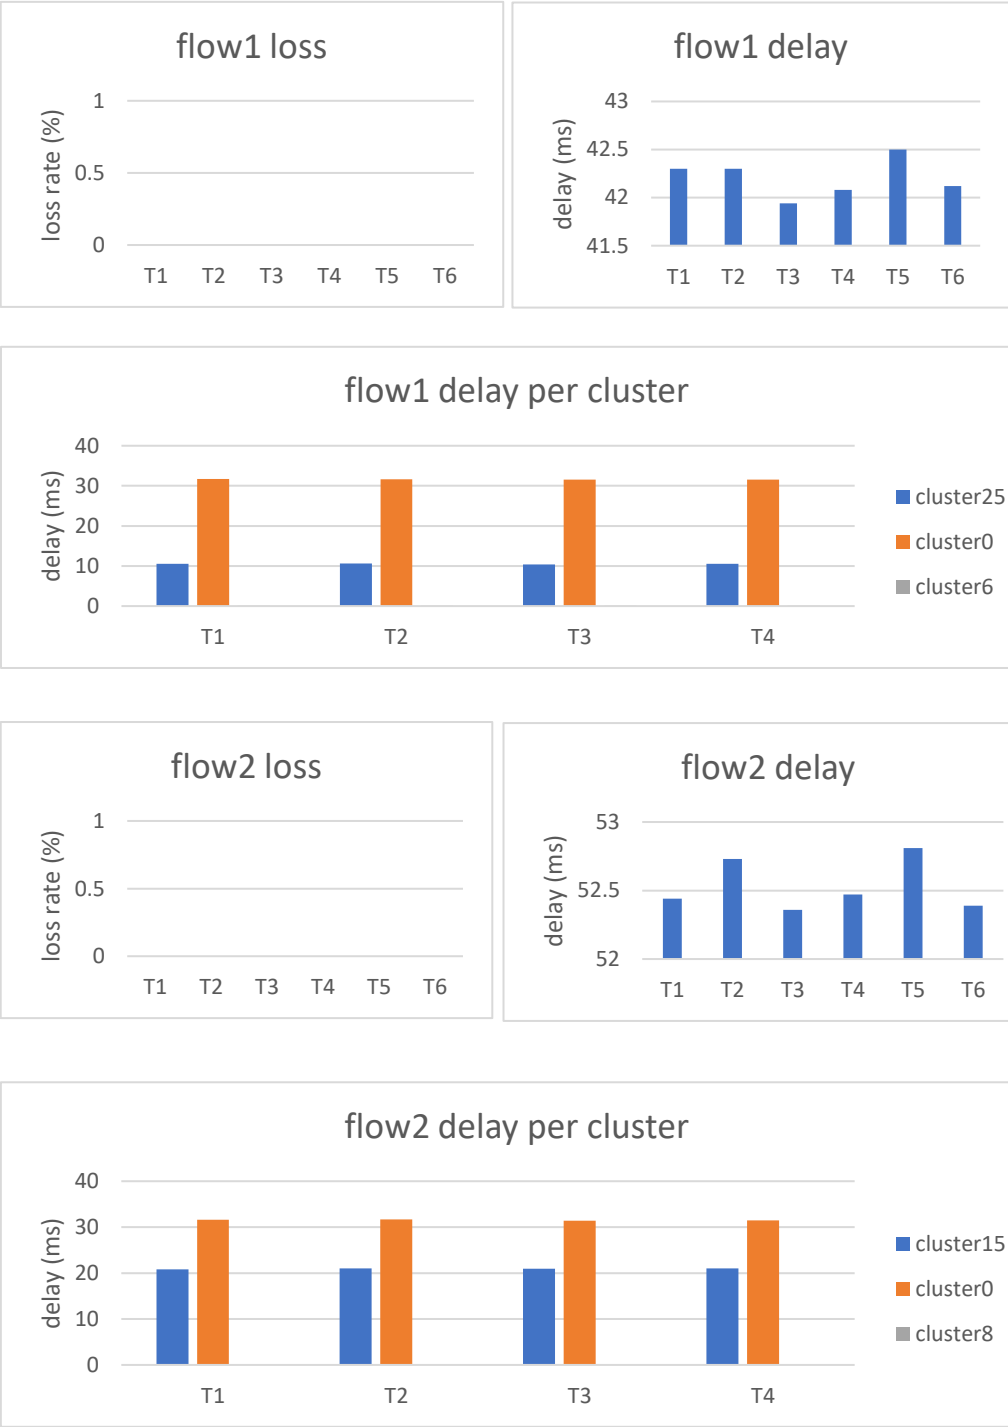 flow1 loss
loss rate (%)
1
0.5
0
T1 T2 T3 T4 T5 T6
flow1 delay
delay (ms)
43
42.5
42
41.5
T1 T2 T3 T4 T5 T6
flow1 delay per cluster
delay (ms)
40
30
20
10
0
T1 T2 T3 T4
cluster25
cluster0
cluster6
flow2 loss
loss rate (%)
1
0.5
0
T1 T2 T3 T4 T5 T6
flow2 delay
delay (ms)
53
52.5
52
T1 T2 T3 T4 T5 T6
flow2 delay per cluster
delay (ms)
40
30
20
10
0
T1 T2 T3 T4
cluster15
cluster0
cluster8